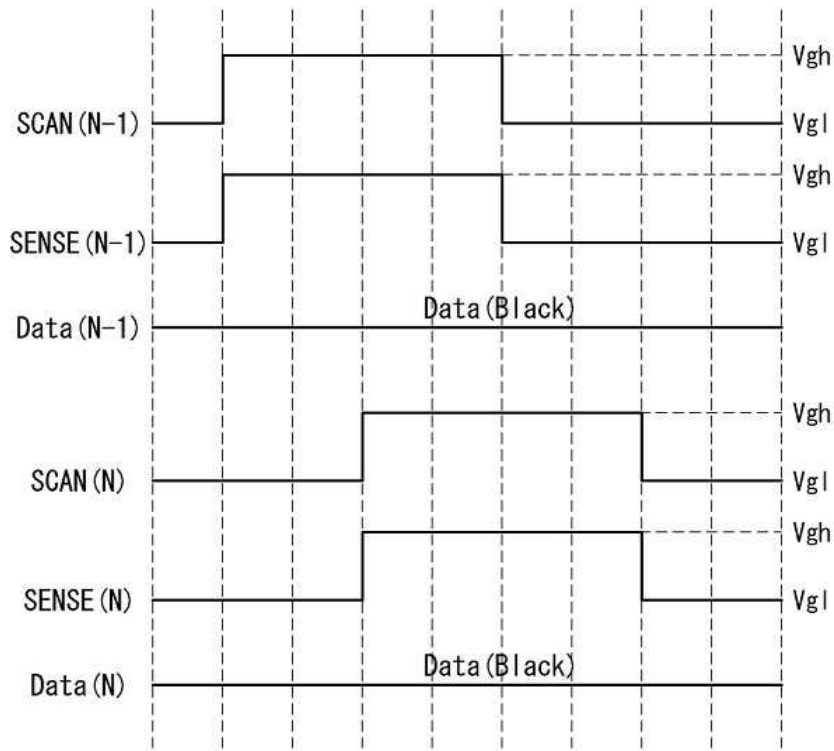 Vgh
SCAN(N-1)
Vgl
Vgh
SENSE(N-1)
Vgl
Data(Black)
Data(N-1)
Vgh
SCAN(N)
Vgl
Vgh
SENSE(N)
Vgl
Data(Black)
Data(N)